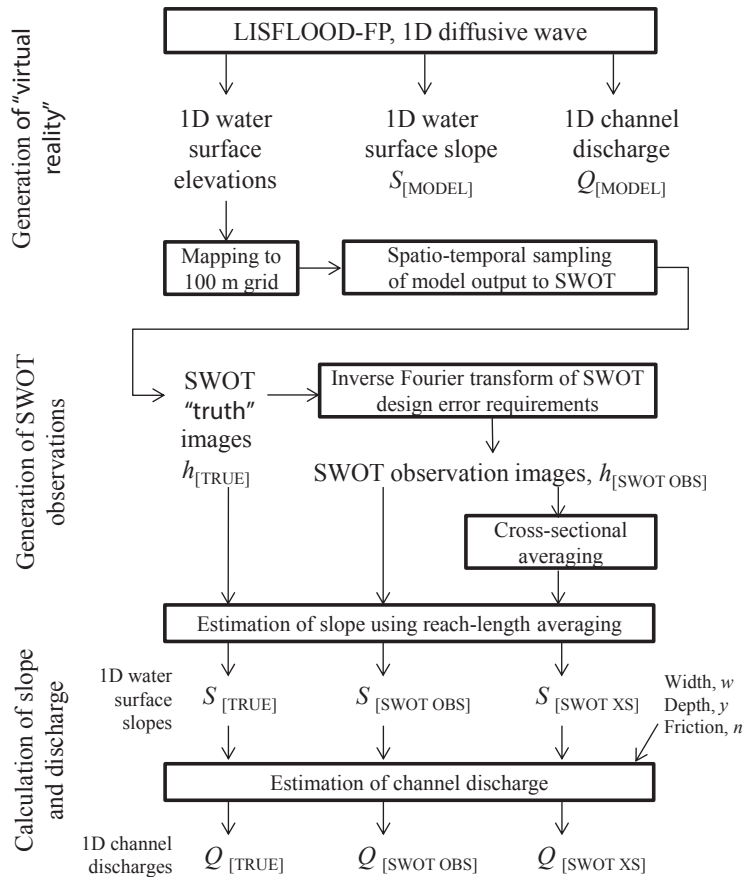 LISFLOOD-FP, 1D diffusive wave
Generation of "virtual
reality"
1D water
surface
elevations
1D water
surface slope
S[MODEL]
1D channel
discharge
Q[MODEL]
Mapping to
100 m grid
Spatio-temporal sampling
of model output to SWOT
Generation of SWOT
observations
SWOT
"truth"
images
h[TRUE]
Inverse Fourier transform of SWOT
design error requirements
SWOT observation images, h[SWOT OBS]
Cross-sectional
averaging
Estimation of slope using reach-length averaging
Calculation of slope
and discharge
1D water
surface
slopes
S [TRUE]
S [SWOT OBS]
S [SWOT XS]
Width, w
Depth, y
Friction, n
Estimation of channel discharge
1D channel
discharges
Q [TRUE]
Q [SWOT OBS]
Q [SWOT XS]